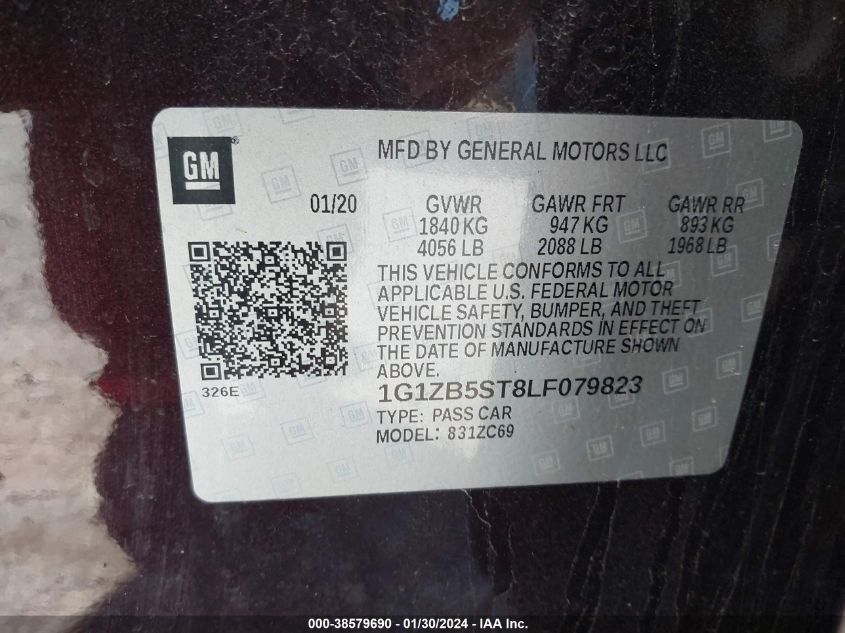 GM®
MFD BY GENERAL MOTORS LLC
01/20 GVWR GAWR FRT GAWR RR
1840 KG 947 KG 893 KG
4056 LB 2088 LB 1968 LB
THIS VEHICLE CONFORMS TO ALL
APPLICABLE U.S. FEDERAL MOTOR
VEHICLE SAFETY, BUMPER, AND THEFT
PREVENTION STANDARDS IN EFFECT ON
THE DATE OF MANUFACTURE SHOWN
ABOVE.
326E
1G1ZB5ST8LF079823
TYPE: PASS CAR
MODEL: 831ZC69
000-38579690 - 01/30/2024 - IAA Inc.